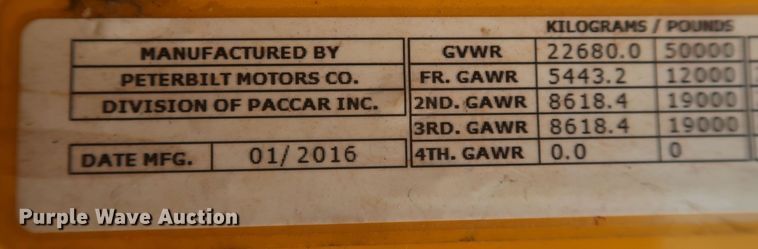 KILOGRAMS / POUNDS
MANUFACTURED BY GVWR 22680.0 50000
PETERBILT MOTORS CO. FR. GAWR 5443.2 12000
DIVISION OF PACCAR INC. 2ND. GAWR 8618.4 19000
3RD. GAWR 8618.4 19000
DATE MFG. 01/2016 4TH. GAWR 0.0 0
Purple Wave Auction